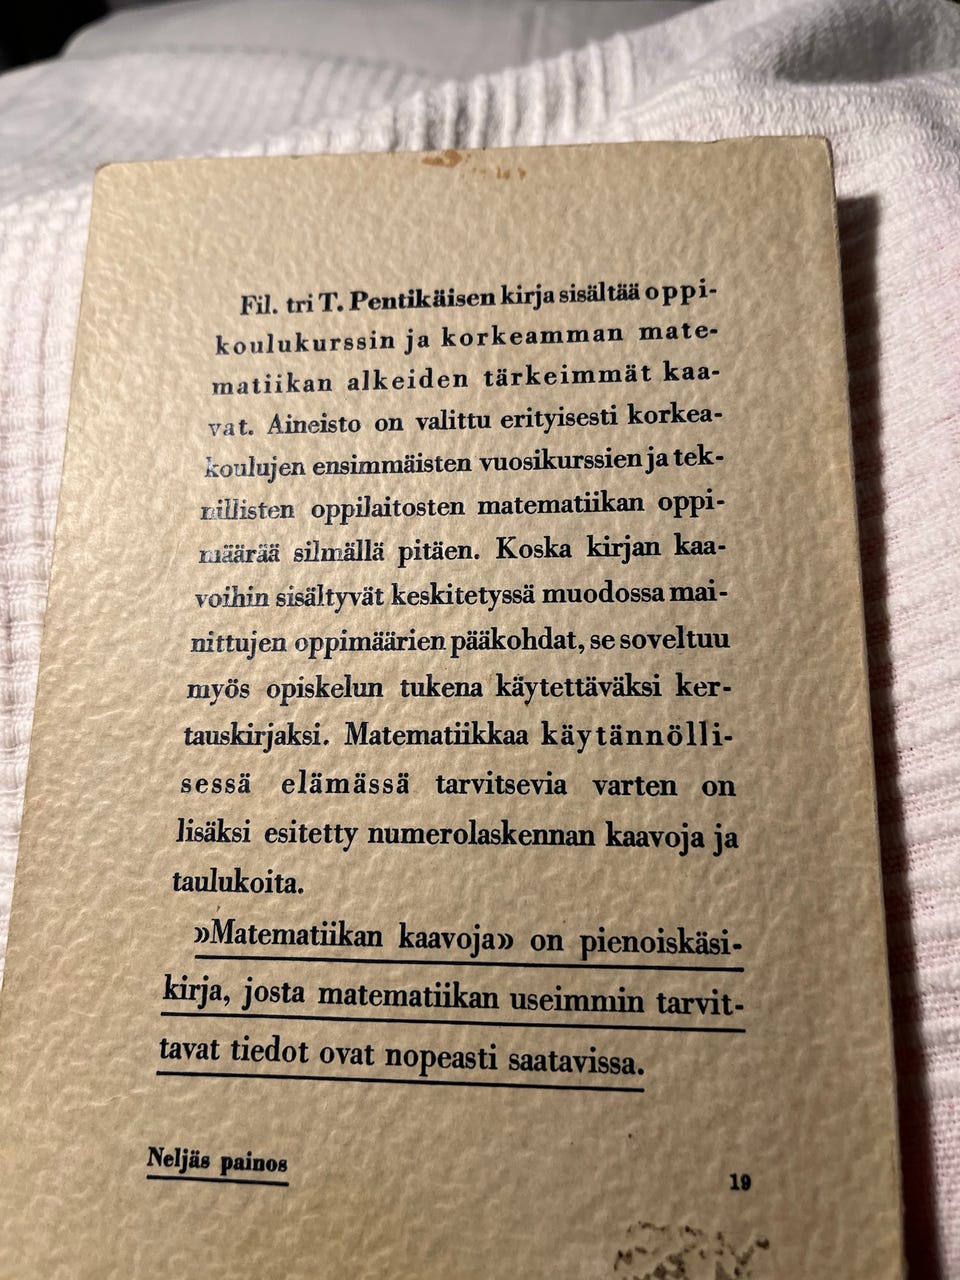 Fil. tri T. Pentikäisen kirja sisältää oppi-
koulukurssin ja korkeamman mate-
matiikan alkeiden tärkeimmät kaa-
vat. Aineisto on valittu erityisesti korkea-
koulujen ensimmäisten vuosikurssien ja tek-
nillisten oppilaitosten matematiikan oppi-
määrää silmällä pitäen. Koska kirjan kaa-
voihin sisältyvät keskitetyssä muodossa mai-
nittujen oppimäärien pääkohdat, se soveltuu
myös opiskelun tukena käytettäväksi ker-
tauskirjaksi. Matematiikkaa käytännölli-
sessä elämässä tarvitsevia varten on
lisäksi esitetty numerolaskennan kaavoja ja
taulukoita.
»Matematiikan kaavoja» on pienoiskäsi-
kirja, josta matematiikan useimmin tarvit-
tavat tiedot ovat nopeasti saatavissa.
Neljäs painos
19